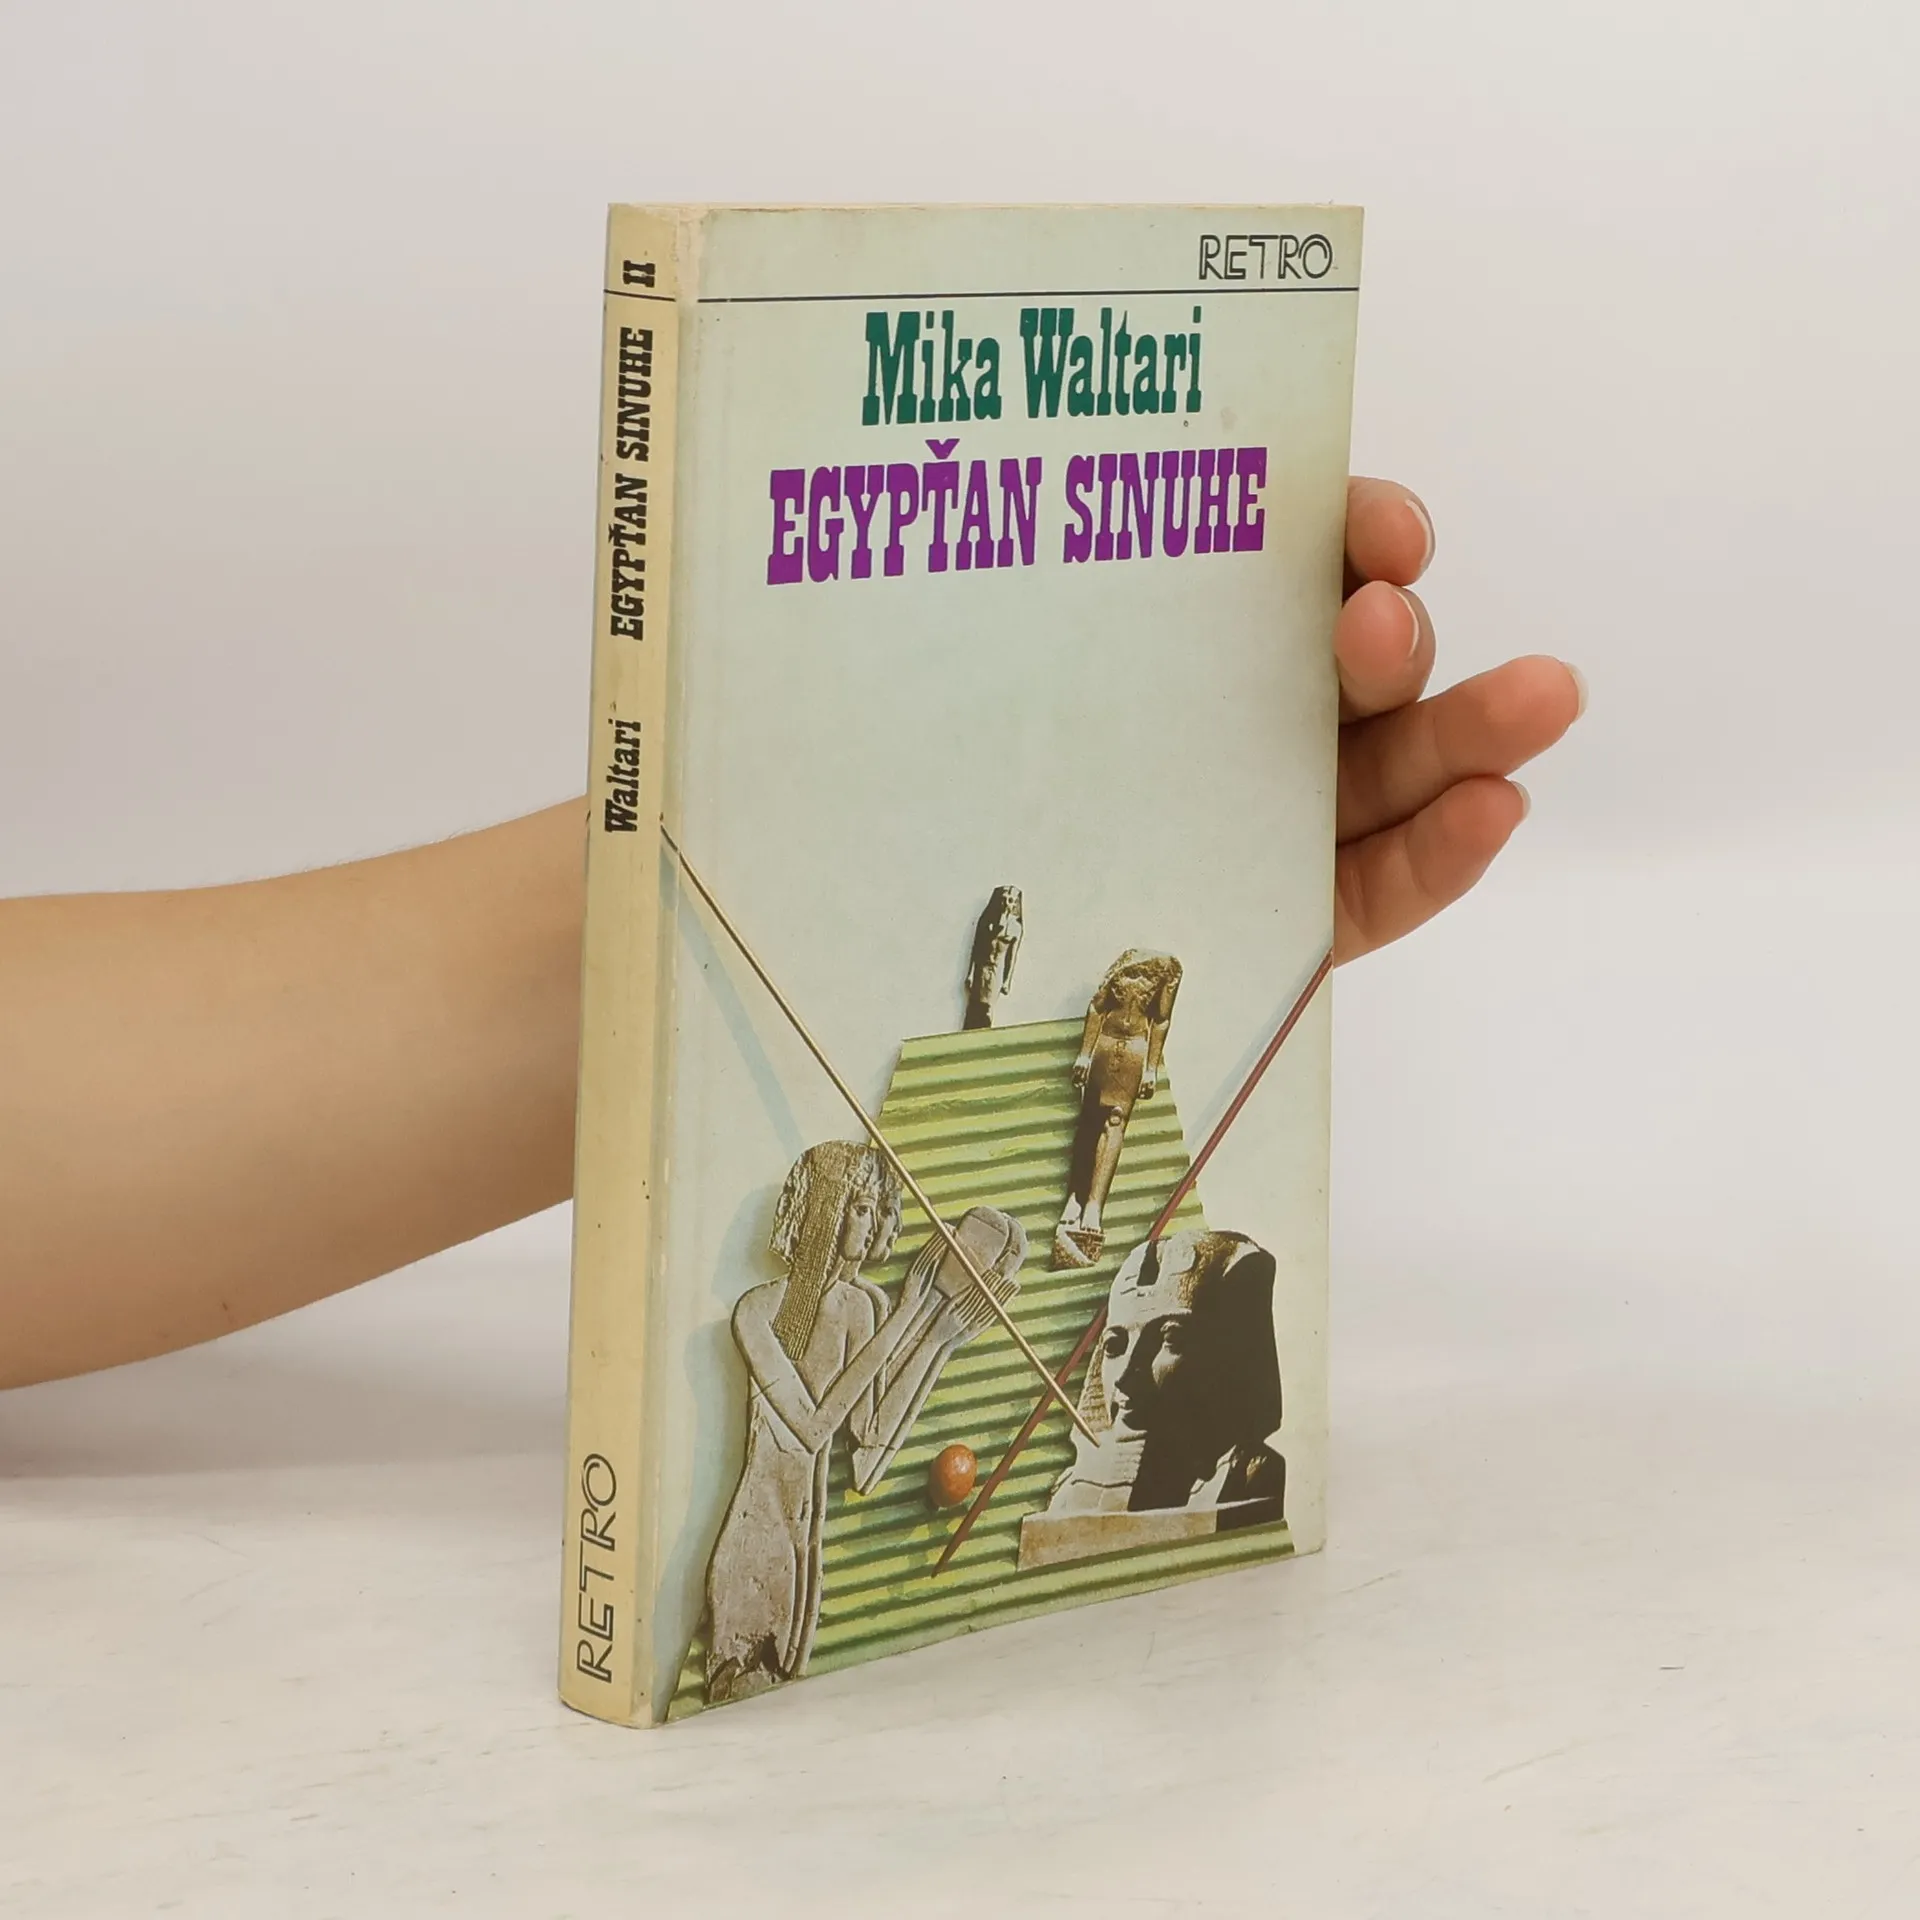 RETRO
Mika Waltari
EGYPŤAN SINUHE
Waltari EGYPŤAN SINUHE II
RETRO